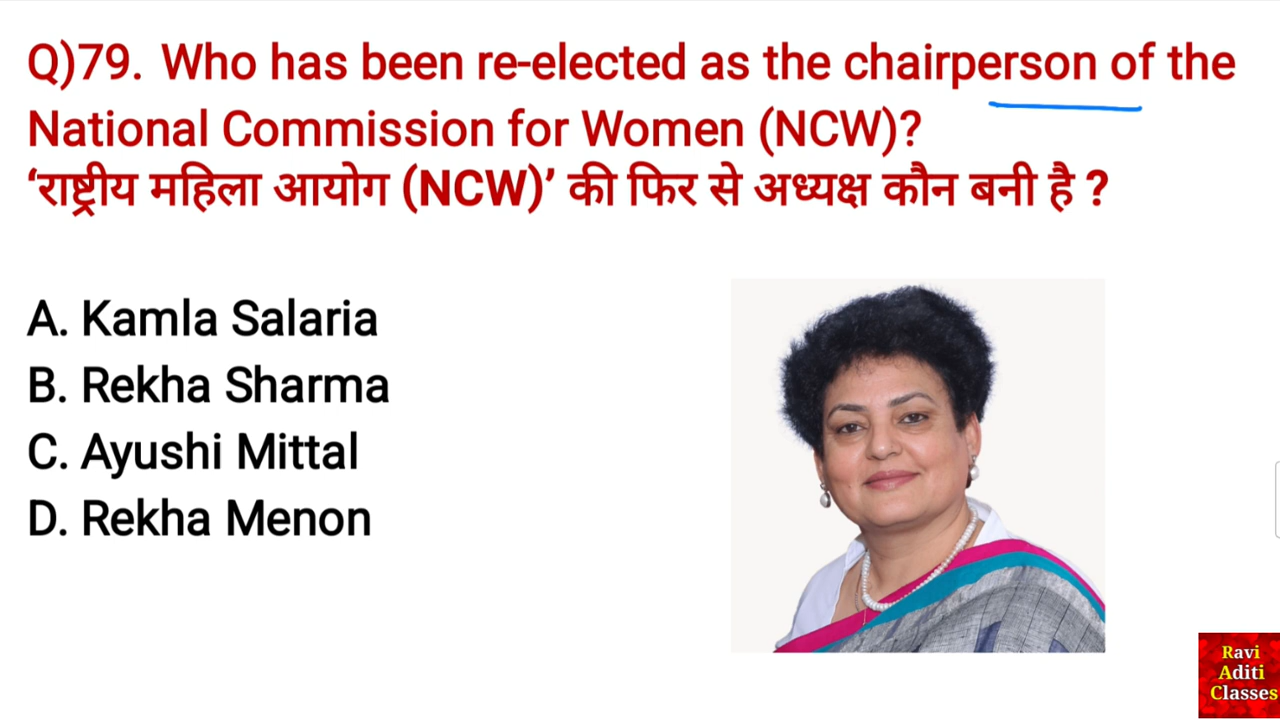 Q)79. Who has been re-elected as the chairperson of the
National Commission for Women (NCW)?
‘राष्ट्रीय महिला आयोग (NCW)’ की फिर से अध्यक्ष कौन बनी है ?
A. Kamla Salaria
B. Rekha Sharma
C. Ayushi Mittal
D. Rekha Menon
Ravi
Aditi
Classes